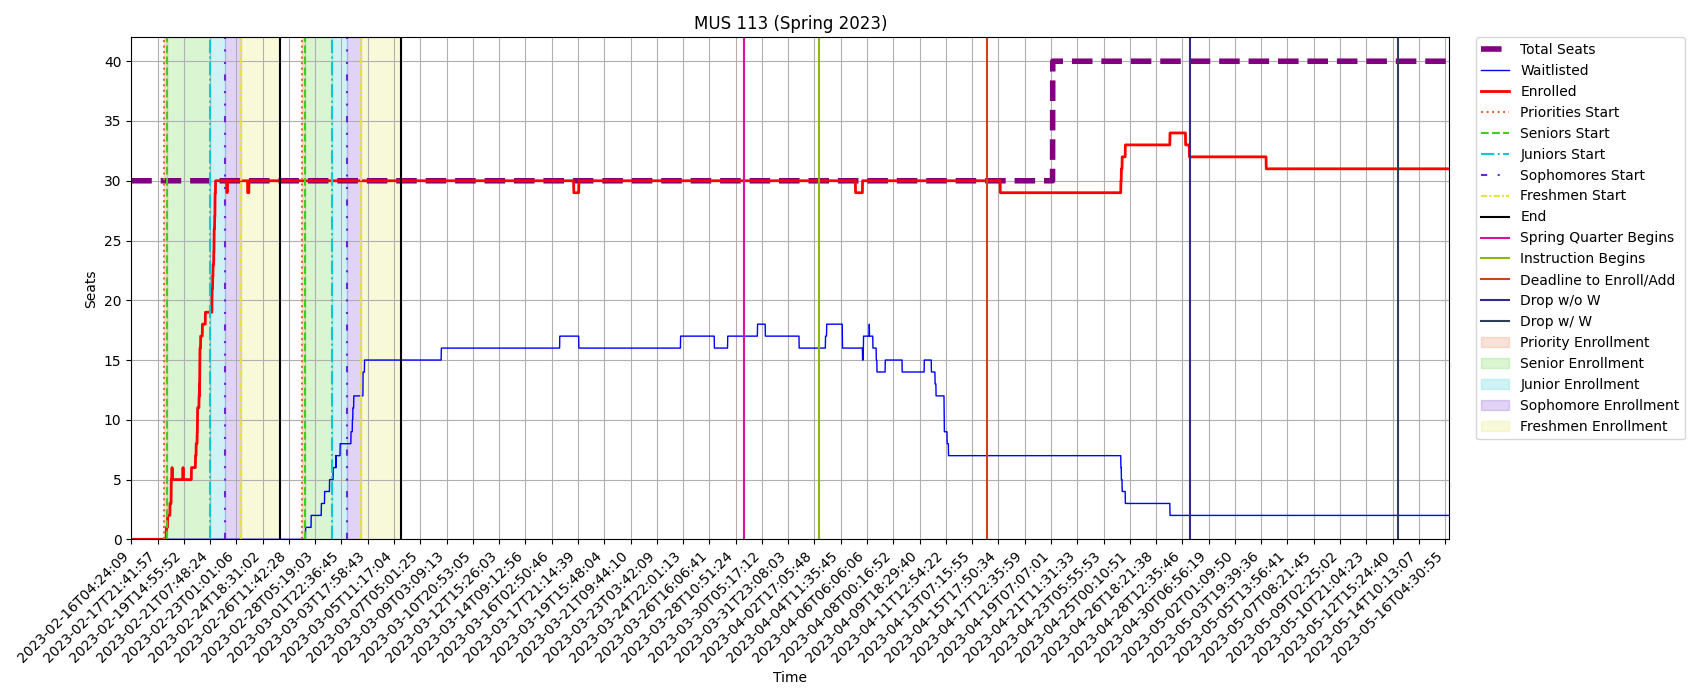 MUS 113 (Spring 2023)
Seats
40
35
30
25
20
15
10
5
0
2023-02-16T04:24:09
2023-02-17T21:41:57
2023-02-19T14:55:52
2023-02-21T07:48:24
2023-02-23T01:01:06
2023-02-24T18:31:02
2023-02-26T11:42:28
2023-02-28T05:19:03
2023-03-01T22:36:45
2023-03-03T17:58:43
2023-03-05T11:17:04
2023-03-07T05:01:25
2023-03-09T03:09:13
2023-03-10T20:53:05
2023-03-12T15:26:03
2023-03-14T09:12:56
2023-03-16T02:50:46
2023-03-17T21:14:39
2023-03-19T15:48:04
2023-03-21T09:44:10
2023-03-23T03:42:09
2023-03-24T22:01:13
2023-03-26T16:06:41
2023-03-28T10:51:24
2023-03-30T05:17:12
2023-03-31T23:08:03
2023-04-02T17:05:48
2023-04-04T11:35:45
2023-04-06T06:06:06
2023-04-08T00:16:52
2023-04-09T18:29:40
2023-04-11T12:54:22
2023-04-13T07:15:55
2023-04-15T17:50:34
2023-04-17T12:35:59
2023-04-19T07:07:01
2023-04-21T11:31:33
2023-04-23T05:55:53
2023-04-25T00:10:51
2023-04-26T18:21:38
2023-04-28T12:35:46
2023-04-30T06:56:19
2023-05-02T01:09:50
2023-05-03T19:39:36
2023-05-05T13:56:41
2023-05-07T08:21:45
2023-05-09T02:25:02
2023-05-10T21:04:23
2023-05-12T15:24:40
2023-05-14T10:13:07
2023-05-16T04:30:55
Time
Total Seats
Waitlisted
Enrolled
Priorities Start
Seniors Start
Juniors Start
Sophomores Start
Freshmen Start
End
Spring Quarter Begins
Instruction Begins
Deadline to Enroll/Add
Drop w/o W
Drop w/ W
Priority Enrollment
Senior Enrollment
Junior Enrollment
Sophomore Enrollment
Freshmen Enrollment